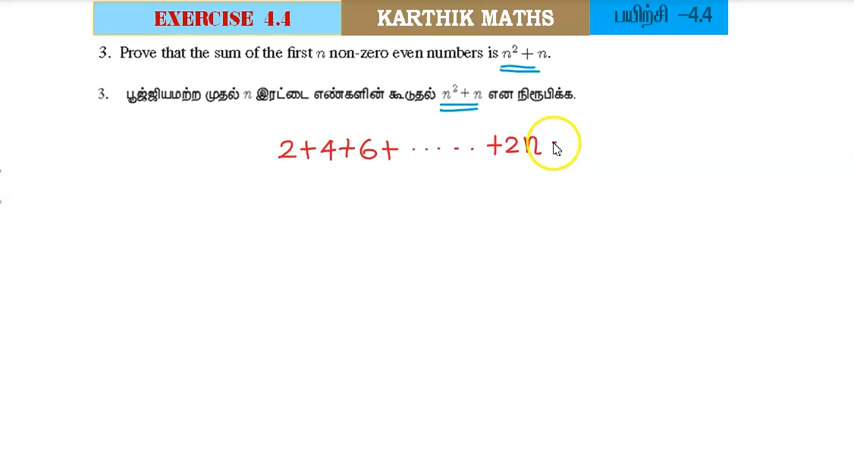 EXERCISE 4.4 KARTHIK MATHS பயிற்சி –4.4
3. Prove that the sum of the first n non-zero even numbers is n² + n.
3. பூஜ்ஜியமற்ற முதல் n இரட்டை எண்களின் கூடுதல் n² + n என நிரூபிக்க.
2+4+6+ ...... +2n